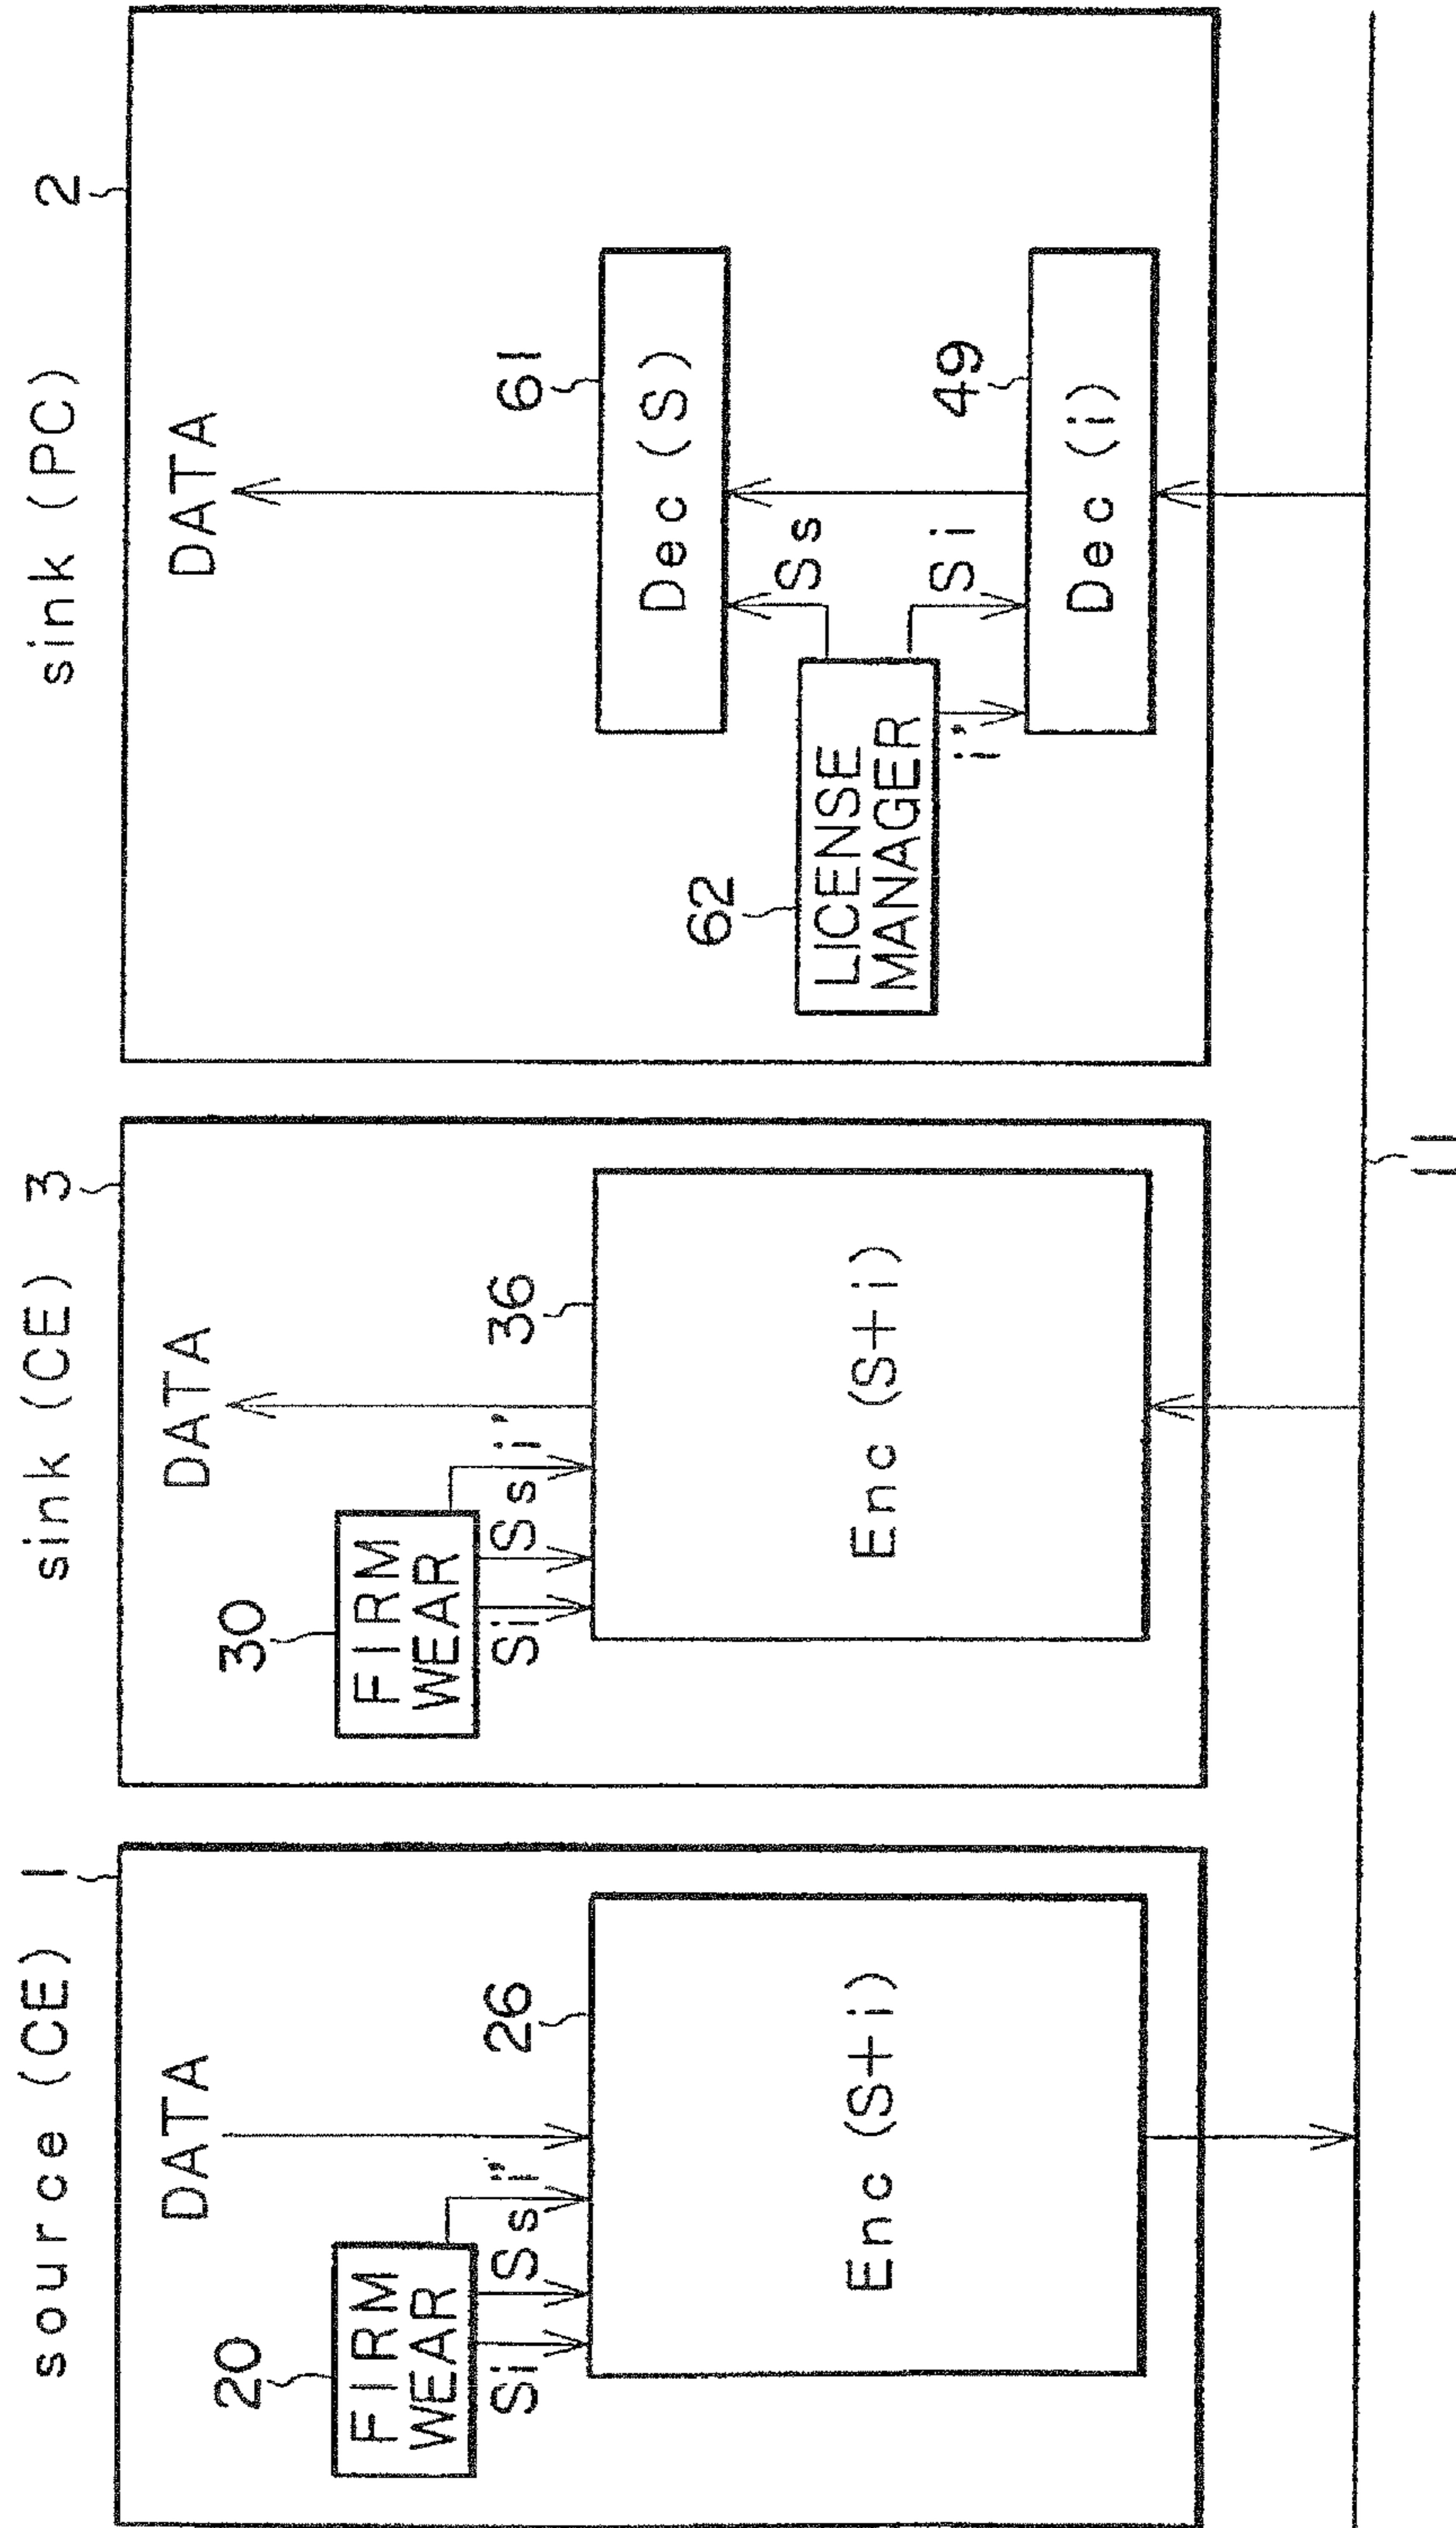 source (CE) 1
DATA
20
FIRM
WEAR
Si
Ss
i'
26
Enc (S+i)
sink (CE) 3
DATA
30
FIRM
WEAR
Si
Ss
i'
36
Enc (S+i)
sink (PC) 2
DATA
61
Dec (S)
Ss
62
LICENSE
MANAGER
Si
i'
49
Dec (i)
11